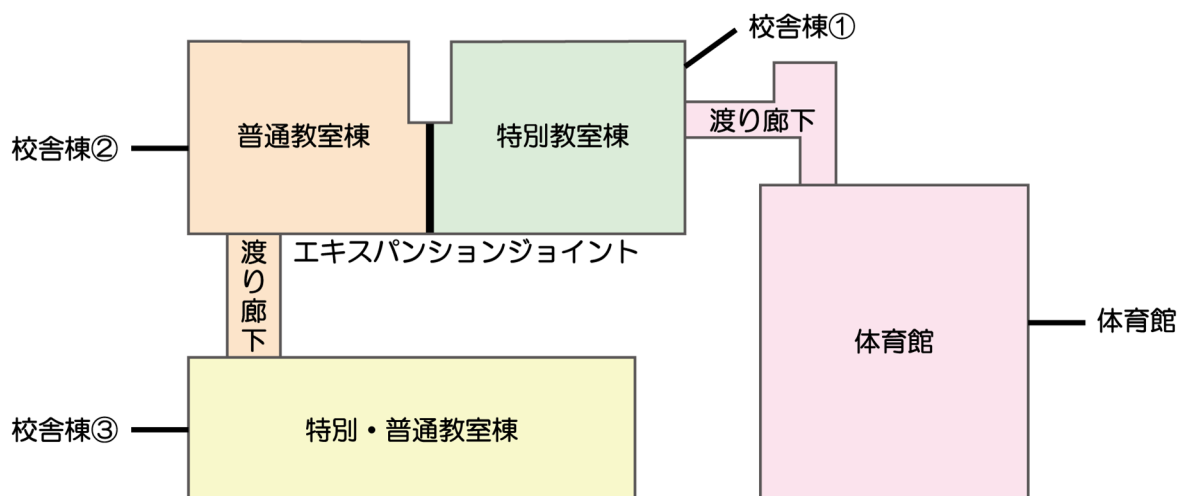 校舎棟①
渡り廊下
普通教室棟
特別教室棟
校舎棟②
エキスパンションジョイント
渡り廊下
体育館
体育館
校舎棟③
特別・普通教室棟